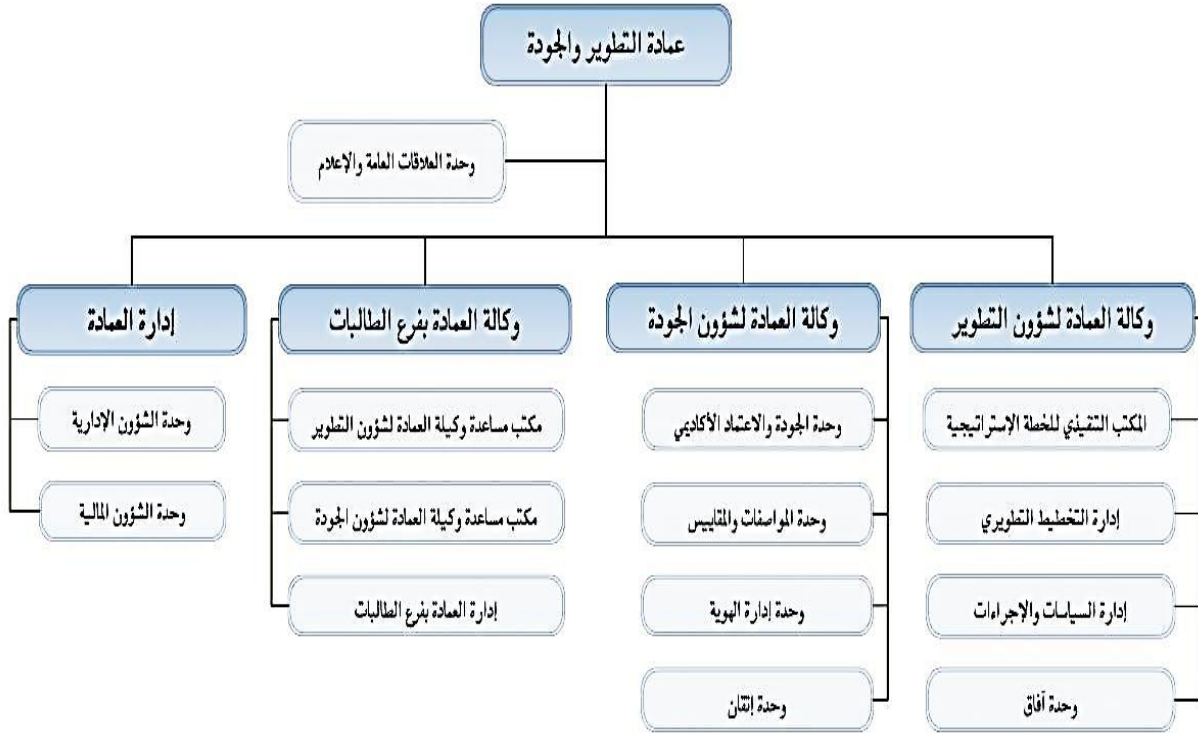 عمادة التطوير والجودة
وحدة العلاقات العامة والإعلام
وكالة العمادة لشؤون التطوير
المكتب التنفيذي للخطة الإستراتيجية
إدارة التخطيط التطويري
إدارة السياسات والإجراءات
وحدة آفاق
وكالة العمادة لشؤون الجودة
وحدة الجودة والاعتماد الأكاديمي
وحدة المواصفات والمقاييس
وحدة إدارة الهوية
وحدة إتقان
وكالة العمادة بفرع الطالبات
مكتب مساعدة وكيلة العمادة لشؤون التطوير
مكتب مساعدة وكيلة العمادة لشؤون الجودة
إدارة العمادة بفرع الطالبات
إدارة العمادة
وحدة الشؤون الإدارية
وحدة الشؤون المالية